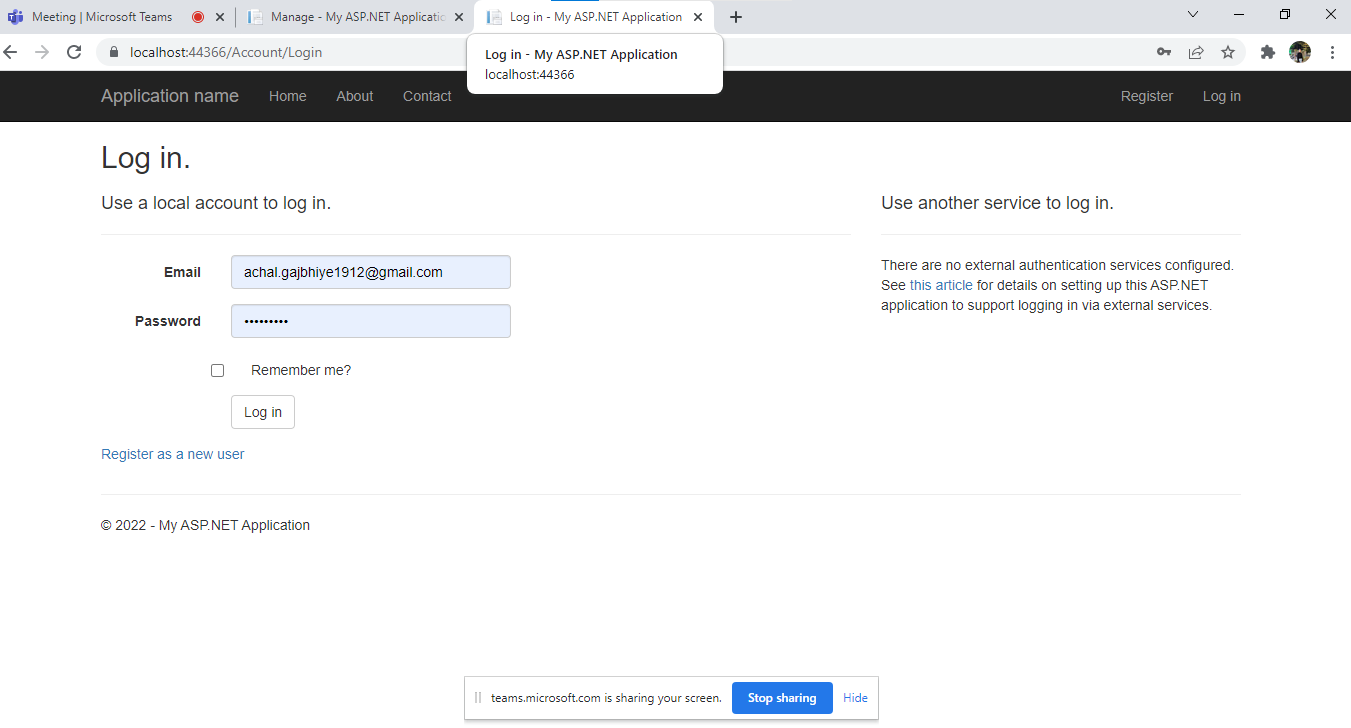 Meeting | Microsoft Teams
Manage - My ASP.NET Applicatio
Log in - My ASP.NET Application
localhost:44366/Account/Login
Log in - My ASP.NET Application
localhost:44366
Application name
Home
About
Contact
Register
Log in
Log in.
Use a local account to log in.
Email
achal.gajbhiye1912@gmail.com
Password
•••••••••
Remember me?
Log in
Register as a new user
Use another service to log in.
There are no external authentication services configured.
See this article for details on setting up this ASP.NET
application to support logging in via external services.
© 2022 - My ASP.NET Application
teams.microsoft.com is sharing your screen.
Stop sharing
Hide